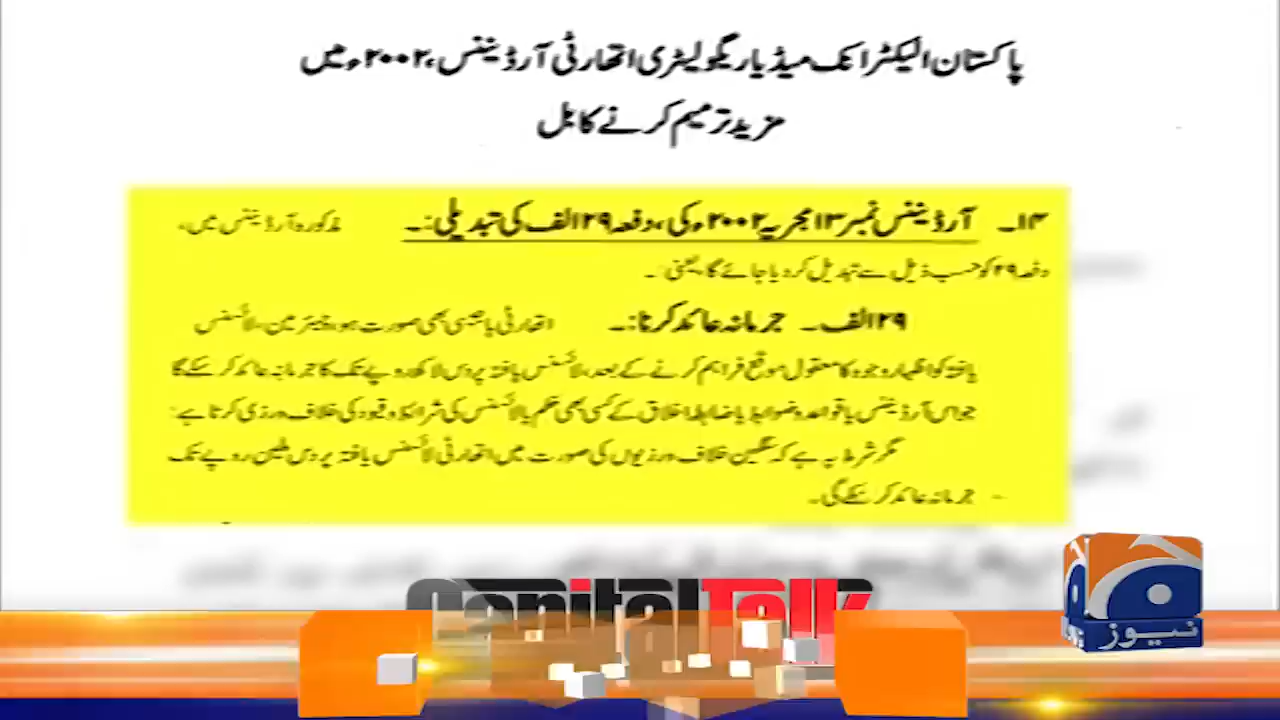 پاکستان الیکٹرانک میڈیا ریگولیٹری اتھارٹی آرڈیننس، ۲۰۰۲ء میں
مزید ترمیم کرنے کا بل
۱۴۔ آرڈیننس نمبر ۱۳ مجریہ ۲۰۰۲ء کی، دفعہ ۲۹ الف کی تبدیلی:۔ مذکورہ آرڈیننس میں،
دفعہ ۲۹ کو حسب ذیل سے تبدیل کر دیا جائے گا، یعنی:۔
۲۹ الف۔ جرمانہ عائد کرنا:۔ اتھارٹی یا جیسی بھی صورت ہو، چیئرمین، لائسنس
یافتہ کو اظہار وجوہ کا معقول موقع فراہم کرنے کے بعد، لائسنس یافتہ پر دس لاکھ روپے تک کا جرمانہ عائد کر سکے گا
جو اس آرڈیننس یا قواعد و ضوابط یا ضابطہ اخلاق کے کسی بھی حکم یا لائسنس کی شرائط و قیود کی خلاف ورزی کرتا ہے:
مگر شرط یہ ہے کہ سنگین خلاف ورزیوں کی صورت میں اتھارٹی لائسنس یافتہ پر دس ملین روپے تک
جرمانہ عائد کر سکے گی۔
Capital Talk
نیوز